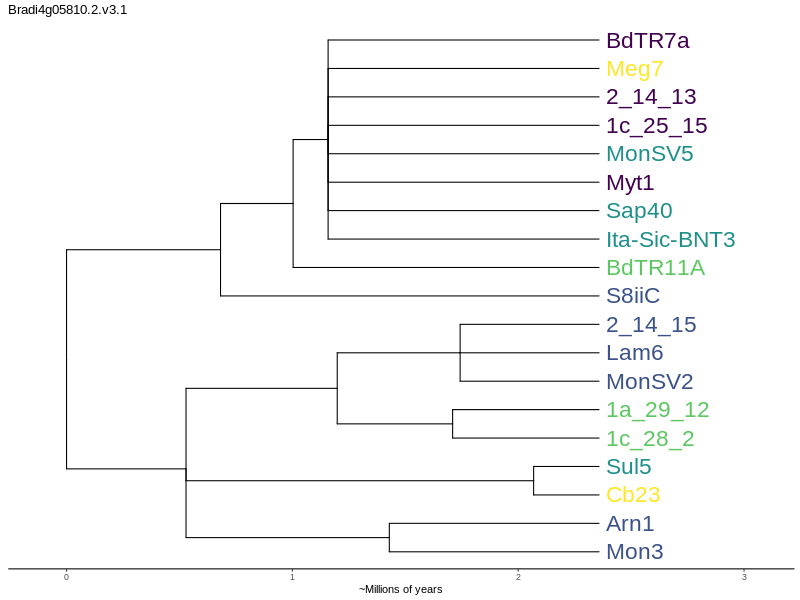 Bradi4g05810.2.v3.1
BdTR7a
Meg7
2_14_13
1c_25_15
MonSV5
Myt1
Sap40
Ita-Sic-BNT3
BdTR11A
S8iiC
2_14_15
Lam6
MonSV2
1a_29_12
1c_28_2
Sul5
Cb23
Arn1
Mon3
0 1 2 3
~Millions of years